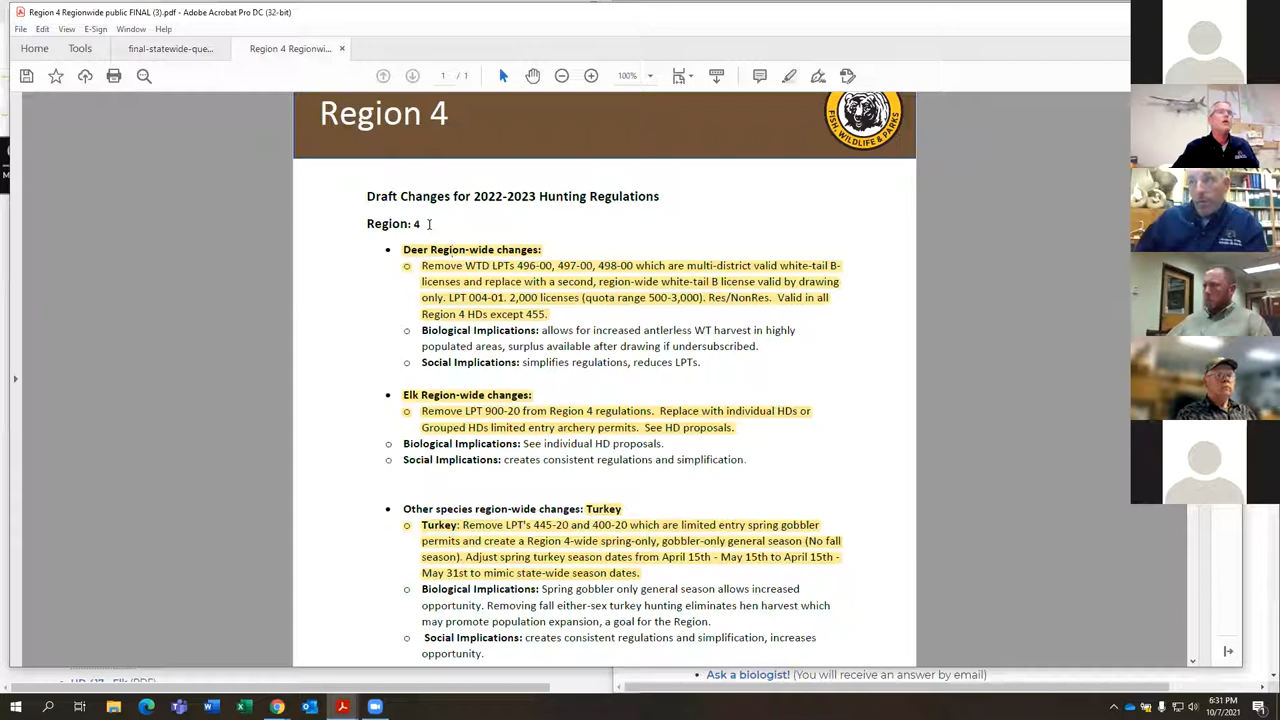 Region 4 Regionwide public FINAL (3).pdf - Adobe Acrobat Pro DC (32-bit)
File Edit View E-Sign Window Help
Home Tools final-statewide-que... Region 4 Regionwi... ×
1 / 1 100%
Region 4
FISH, WILDLIFE & PARKS
Draft Changes for 2022-2023 Hunting Regulations
Region: 4
• Deer Region-wide changes:
o Remove WTD LPTs 496-00, 497-00, 498-00 which are multi-district valid white-tail B-
licenses and replace with a second, region-wide white-tail B license valid by drawing
only. LPT 004-01. 2,000 licenses (quota range 500-3,000). Res/NonRes. Valid in all
Region 4 HDs except 455.
o Biological Implications: allows for increased antlerless WT harvest in highly
populated areas, surplus available after drawing if undersubscribed.
o Social Implications: simplifies regulations, reduces LPTs.
• Elk Region-wide changes:
o Remove LPT 900-20 from Region 4 regulations. Replace with individual HDs or
Grouped HDs limited entry archery permits. See HD proposals.
o Biological Implications: See individual HD proposals.
o Social Implications: creates consistent regulations and simplification.
• Other species region-wide changes: Turkey
o Turkey: Remove LPT's 445-20 and 400-20 which are limited entry spring gobbler
permits and create a Region 4-wide spring-only, gobbler-only general season (No fall
season). Adjust spring turkey season dates from April 15th - May 15th to April 15th -
May 31st to mimic state-wide season dates.
o Biological Implications: Spring gobbler only general season allows increased
opportunity. Removing fall either-sex turkey hunting eliminates hen harvest which
may promote population expansion, a goal for the Region.
o Social Implications: creates consistent regulations and simplification, increases
opportunity.
• Ask a biologist! (You will receive an answer by email)
6:31 PM
10/7/2021